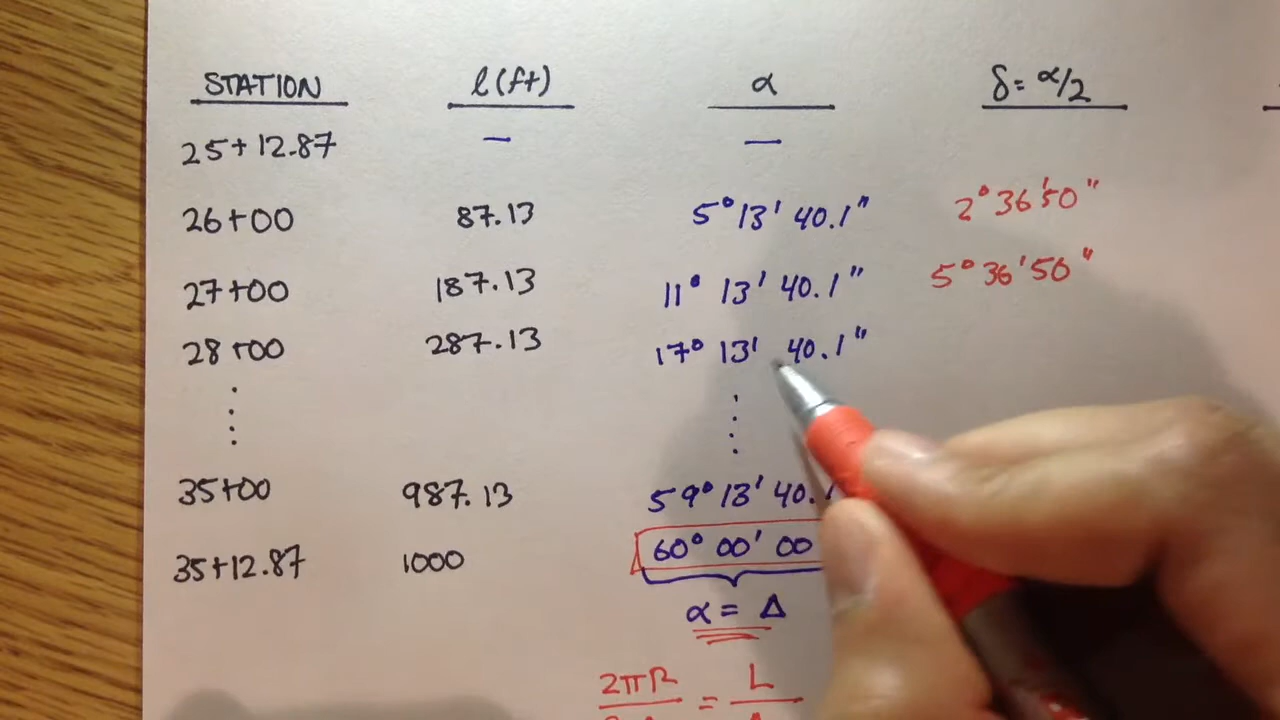 STATION l(ft) α δ = α/2
25+12.87 — —
26+00 87.13 5° 13' 40.1" 2° 36' 50"
27+00 187.13 11° 13' 40.1" 5° 36' 50"
28+00 287.13 17° 13' 40.1"
⋮ ⋮
35+00 987.13 59° 13' 40.1
35+12.87 1000 60° 00' 00
α = Δ
2πR = L